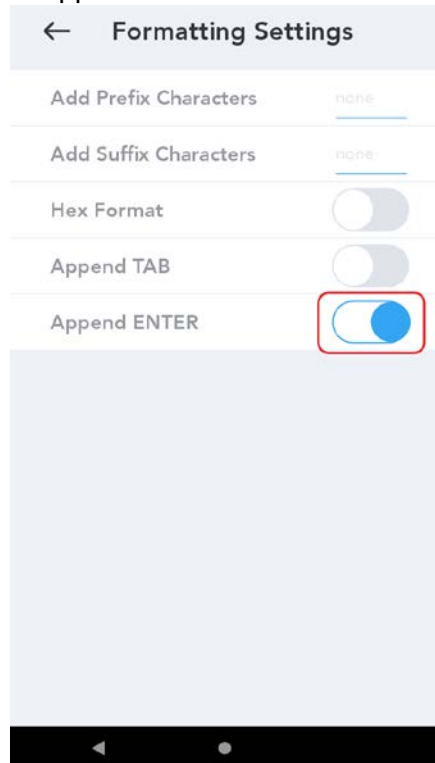 Formatting Settings
Add Prefix Characters none
Add Suffix Characters none
Hex Format
Append TAB
Append ENTER